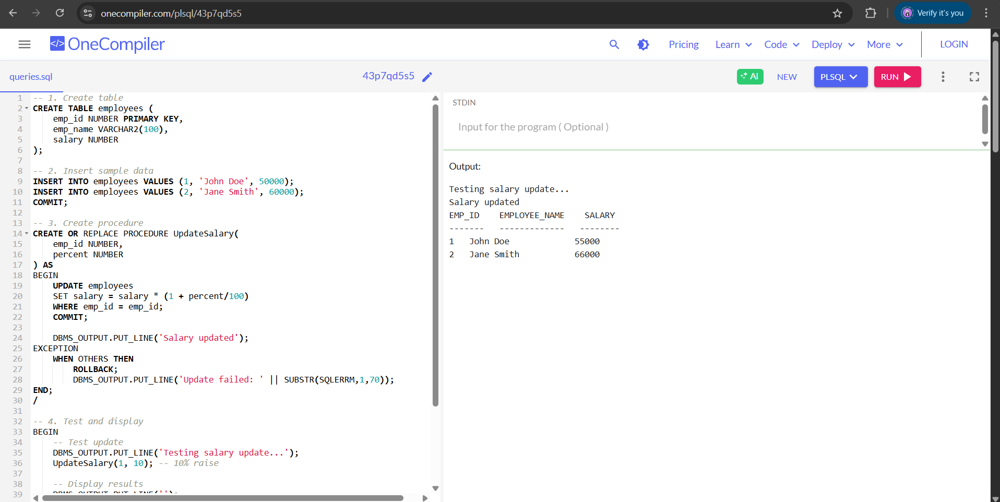 onecompiler.com/plsql/43p7qd5s5
Verify it's you
</> OneCompiler
Pricing
Learn
Code
Deploy
More
LOGIN
queries.sql
43p7qd5s5
AI
NEW
PLSQL
RUN
1 -- 1. Create table
2 CREATE TABLE employees (
3     emp_id NUMBER PRIMARY KEY,
4     emp_name VARCHAR2(100),
5     salary NUMBER
6 );
7
8 -- 2. Insert sample data
9 INSERT INTO employees VALUES (1, 'John Doe', 50000);
10 INSERT INTO employees VALUES (2, 'Jane Smith', 60000);
11 COMMIT;
12
13 -- 3. Create procedure
14 CREATE OR REPLACE PROCEDURE UpdateSalary(
15     emp_id NUMBER,
16     percent NUMBER
17 ) AS
18 BEGIN
19     UPDATE employees
20     SET salary = salary * (1 + percent/100)
21     WHERE emp_id = emp_id;
22     COMMIT;
23
24     DBMS_OUTPUT.PUT_LINE('Salary updated');
25 EXCEPTION
26     WHEN OTHERS THEN
27         ROLLBACK;
28         DBMS_OUTPUT.PUT_LINE('Update failed: ' || SUBSTR(SQLERRM,1,70));
29 END;
30 /
31
32 -- 4. Test and display
33 BEGIN
34     -- Test update
35     DBMS_OUTPUT.PUT_LINE('Testing salary update...');
36     UpdateSalary(1, 10); -- 10% raise
37
38     -- Display results
39     DBMS_OUTPUT.PUT_LINE('');
STDIN
Input for the program ( Optional )
Output:
Testing salary update...
Salary updated
EMP_ID    EMPLOYEE_NAME    SALARY
-------   -------------   --------
1   John Doe             55000
2   Jane Smith           66000